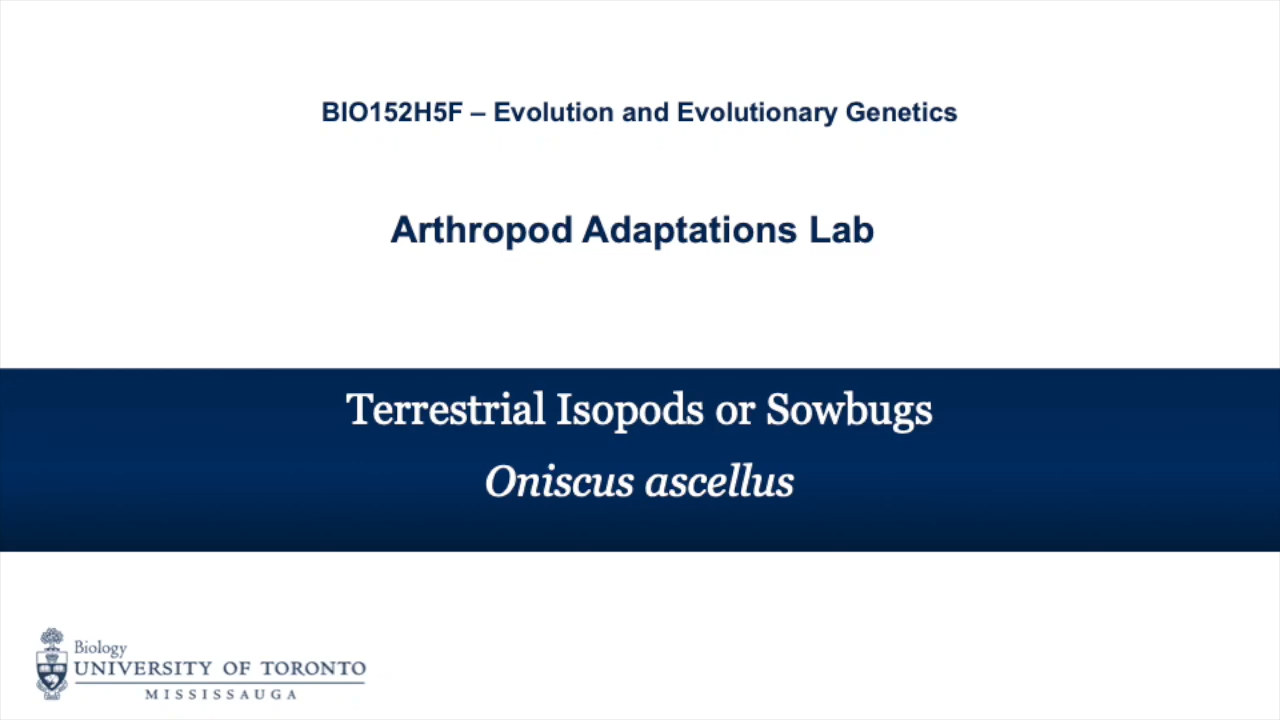 BIO152H5F – Evolution and Evolutionary Genetics
Arthropod Adaptations Lab
Terrestrial Isopods or Sowbugs
Oniscus ascellus
Biology
UNIVERSITY OF TORONTO
MISSISSAUGA